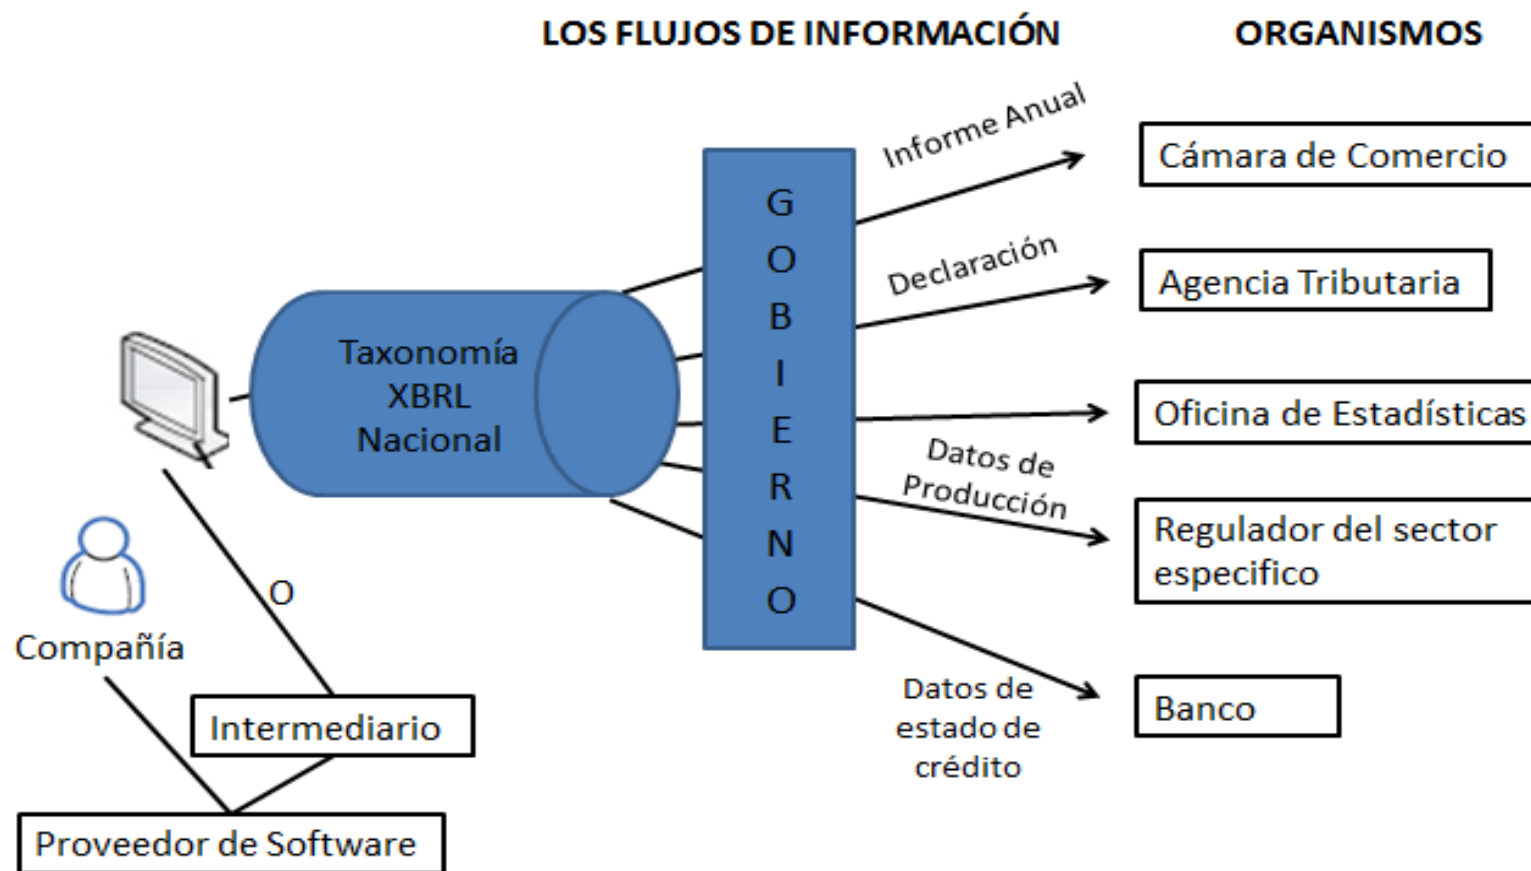 LOS FLUJOS DE INFORMACIÓN
ORGANISMOS
Informe Anual
Cámara de Comercio
Declaración
Agencia Tributaria
Oficina de Estadísticas
Datos de
Producción
Regulador del sector
especifico
Datos de
estado de
crédito
Banco
G
O
B
I
E
R
N
O
Taxonomía
XBRL
Nacional
O
Compañía
Intermediario
Proveedor de Software